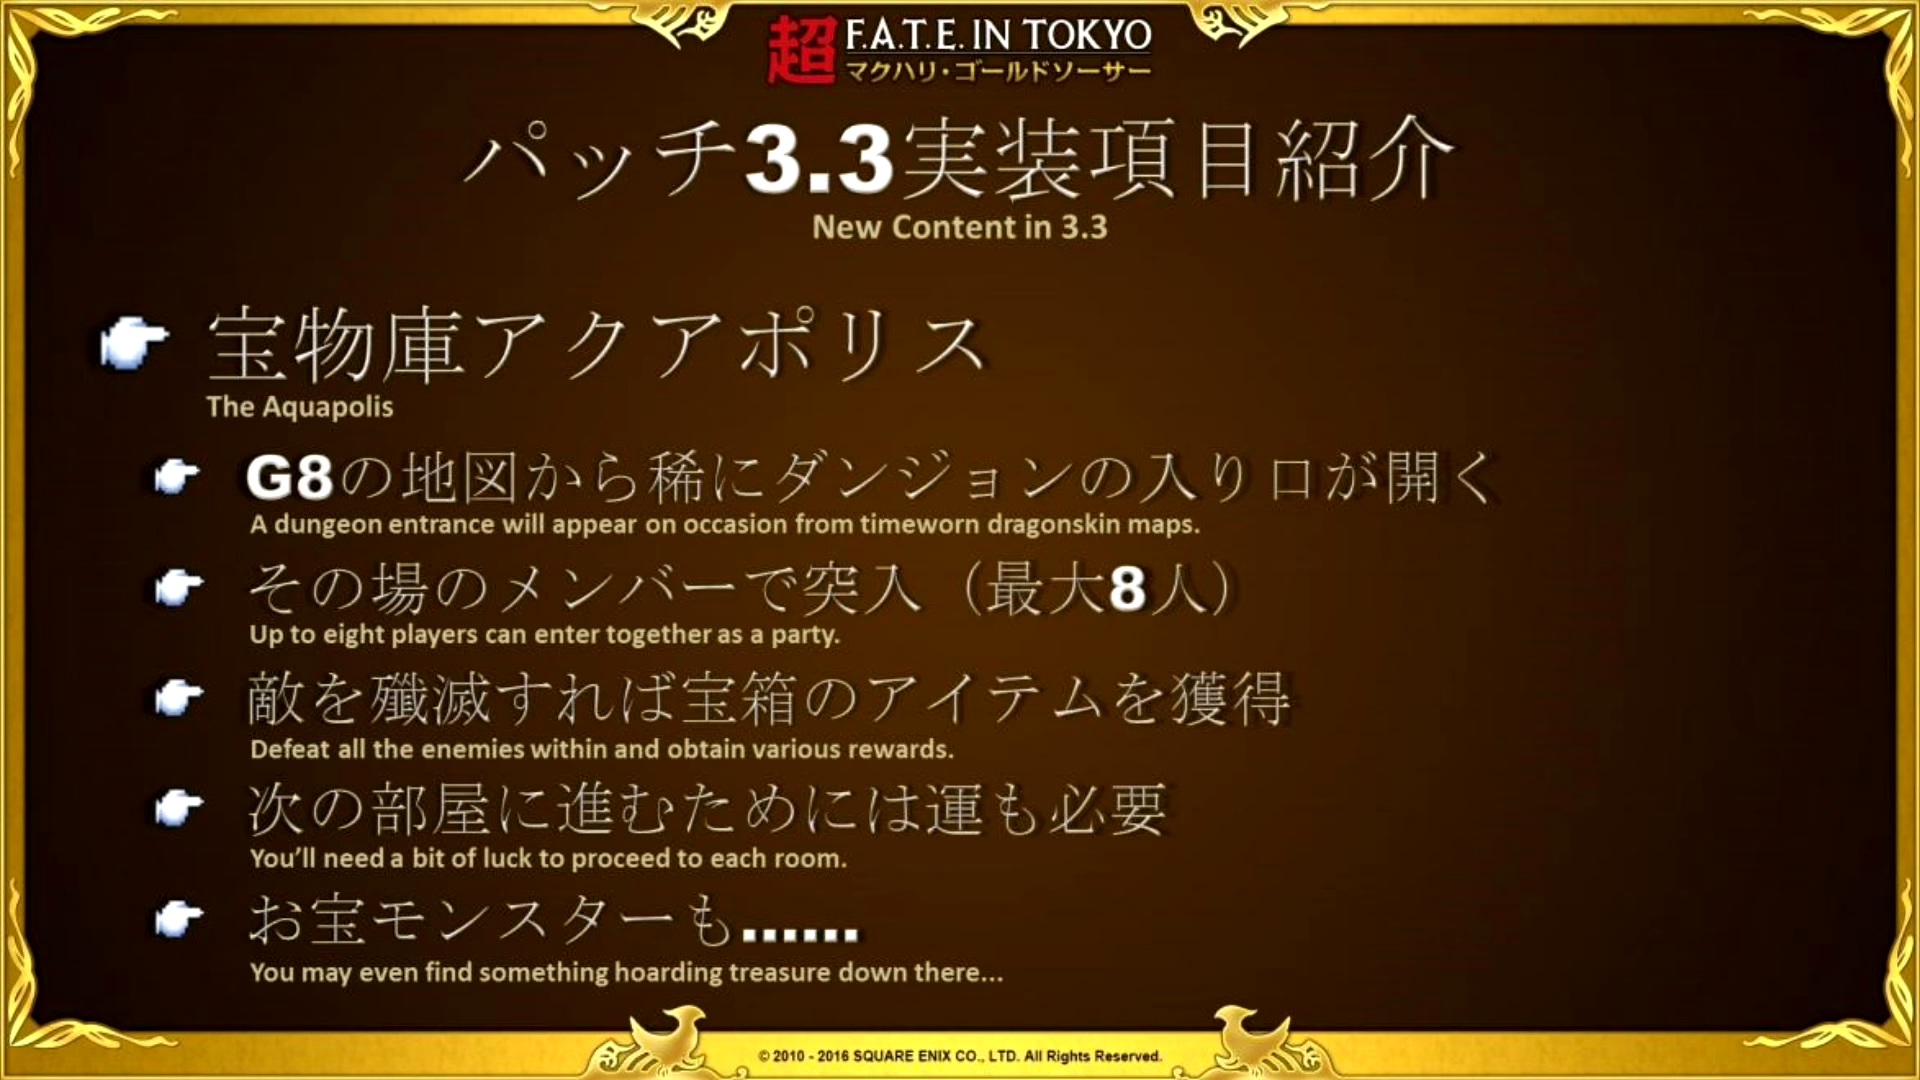 超 F.A.T.E. IN TOKYO
マクハリ・ゴールドソーサー
パッチ3.3実装項目紹介
New Content in 3.3
宝物庫アクアポリス
The Aquapolis
G8の地図から稀にダンジョンの入り口が開く
A dungeon entrance will appear on occasion from timeworn dragonskin maps.
その場のメンバーで突入（最大8人）
Up to eight players can enter together as a party.
敵を殲滅すれば宝箱のアイテムを獲得
Defeat all the enemies within and obtain various rewards.
次の部屋に進むためには運も必要
You’ll need a bit of luck to proceed to each room.
お宝モンスターも……
You may even find something hoarding treasure down there...
© 2010 - 2016 SQUARE ENIX CO., LTD. All Rights Reserved.